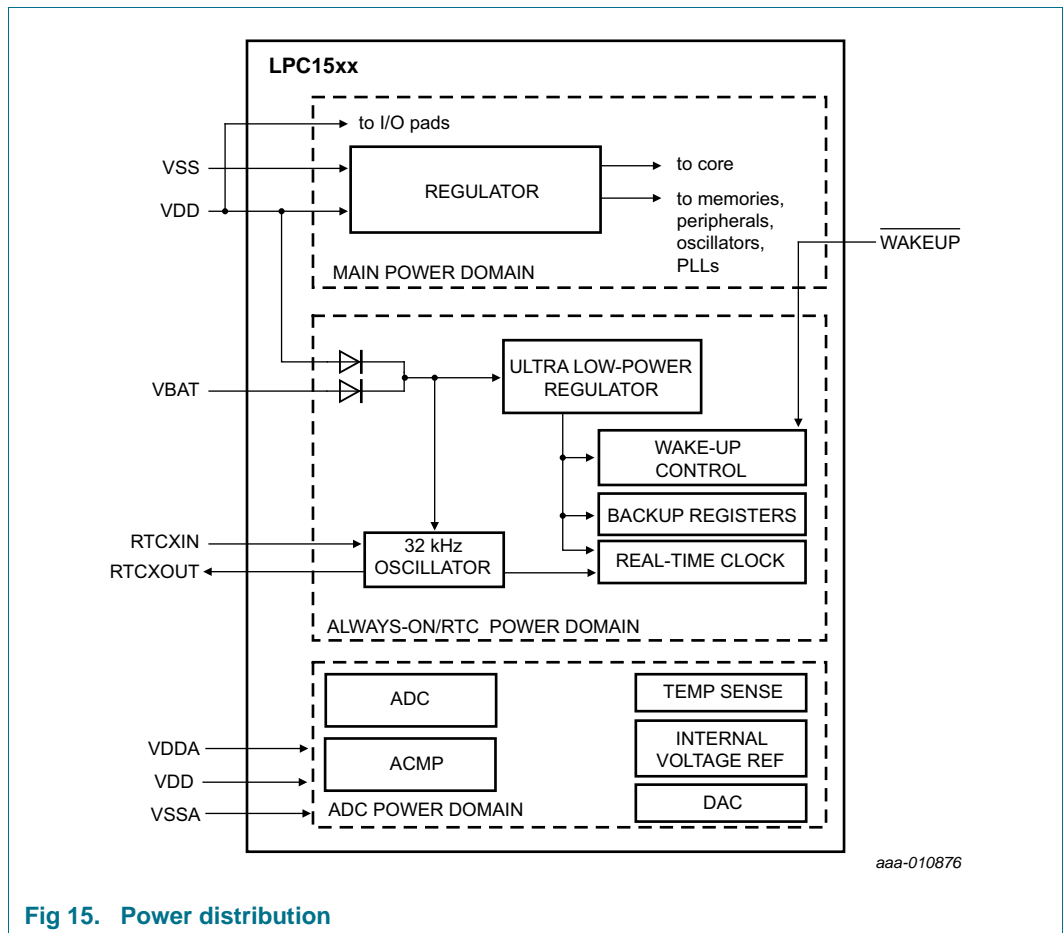 LPC15xx
to I/O pads
VSS
REGULATOR
to core
VDD
to memories,
peripherals,
oscillators,
PLLs
WAKEUP
MAIN POWER DOMAIN
ULTRA LOW-POWER
REGULATOR
VBAT
WAKE-UP
CONTROL
BACKUP REGISTERS
RTCXIN
32 kHz
OSCILLATOR
RTCXOUT
REAL-TIME CLOCK
ALWAYS-ON/RTC POWER DOMAIN
ADC
TEMP SENSE
VDDA
ACMP
INTERNAL
VOLTAGE REF
VDD
VSSA
ADC POWER DOMAIN
DAC
aaa-010876
Fig 15. Power distribution